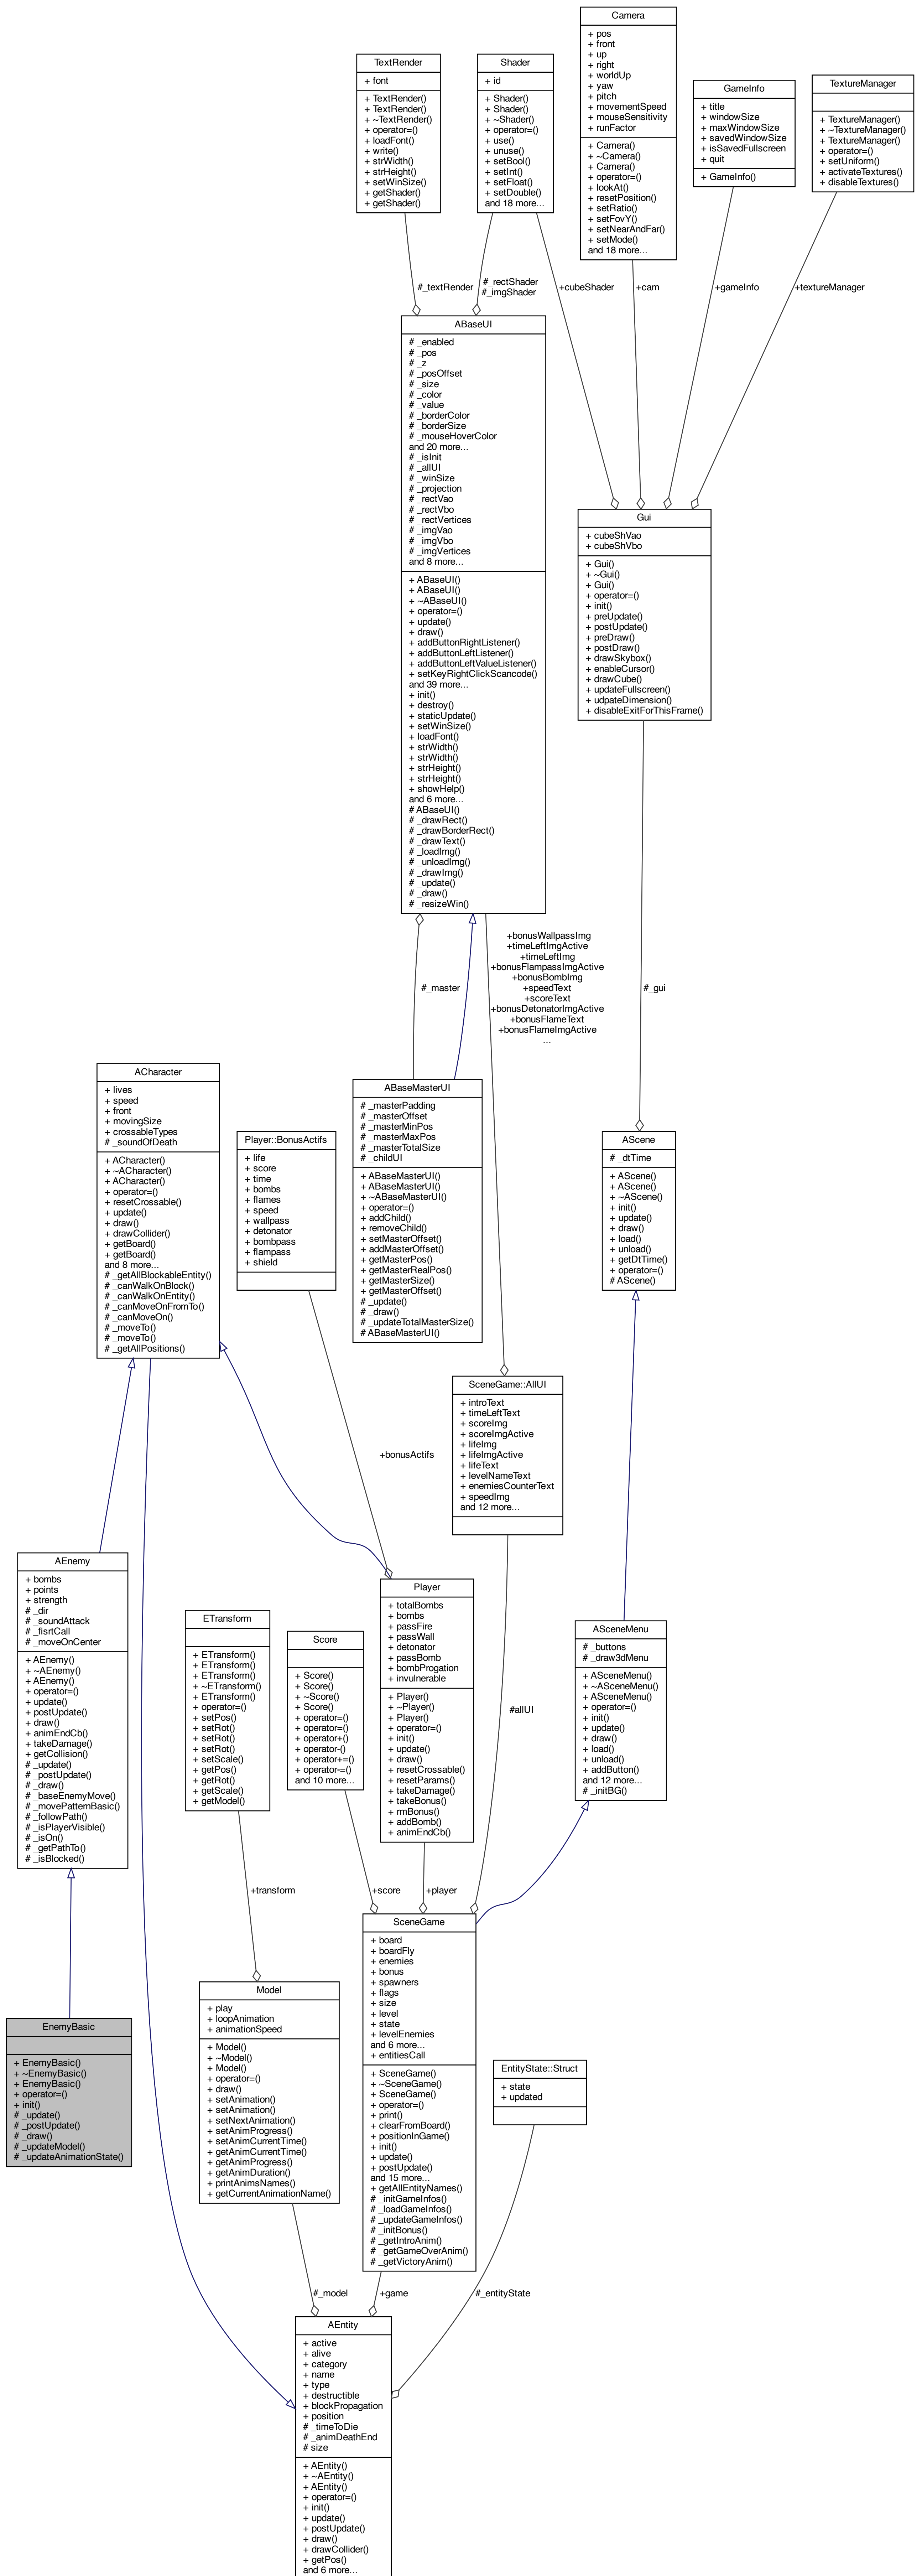 Camera
+ pos
+ front
+ up
+ right
+ worldUp
+ yaw
+ pitch
+ movementSpeed
+ mouseSensitivity
+ runFactor
+ Camera()
+ ~Camera()
+ Camera()
+ operator=()
+ lookAt()
+ resetPosition()
+ setRatio()
+ setFovY()
+ setNearAndFar()
+ setMode()
and 18 more...
TextRender
+ font
+ TextRender()
+ TextRender()
+ ~TextRender()
+ operator=()
+ loadFont()
+ write()
+ strWidth()
+ strHeight()
+ setWinSize()
+ getShader()
+ getShader()
Shader
+ id
+ Shader()
+ Shader()
+ ~Shader()
+ operator=()
+ use()
+ unuse()
+ setBool()
+ setInt()
+ setFloat()
+ setDouble()
and 18 more...
GameInfo
+ title
+ windowSize
+ maxWindowSize
+ savedWindowSize
+ isSavedFullscreen
+ quit
+ GameInfo()
TextureManager
+ TextureManager()
+ ~TextureManager()
+ TextureManager()
+ operator=()
+ setUniform()
+ activateTextures()
+ disableTextures()
#_textRender
#_rectShader
#_imgShader
+cubeShader
+cam
+gameInfo
+textureManager
ABaseUI
# _enabled
# _pos
# _z
# _posOffset
# _size
# _color
# _value
# _borderColor
# _borderSize
# _mouseHoverColor
and 20 more...
# _isInit
# _allUI
# _winSize
# _projection
# _rectVao
# _rectVbo
# _rectVertices
# _imgVao
# _imgVbo
# _imgVertices
and 8 more...
+ ABaseUI()
+ ABaseUI()
+ ~ABaseUI()
+ operator=()
+ update()
+ draw()
+ addButtonRightListener()
+ addButtonLeftListener()
+ addButtonLeftValueListener()
+ setKeyRightClickScancode()
and 39 more...
+ init()
+ destroy()
+ staticUpdate()
+ setWinSize()
+ loadFont()
+ strWidth()
+ strWidth()
+ strHeight()
+ strHeight()
+ showHelp()
and 6 more...
# ABaseUI()
# _drawRect()
# _drawBorderRect()
# _drawText()
# _loadImg()
# _unloadImg()
# _drawImg()
# _update()
# _draw()
# _resizeWin()
Gui
+ cubeShVao
+ cubeShVbo
+ Gui()
+ ~Gui()
+ Gui()
+ operator=()
+ init()
+ preUpdate()
+ postUpdate()
+ preDraw()
+ postDraw()
+ drawSkybox()
+ enableCursor()
+ drawCube()
+ updateFullscreen()
+ udpateDimension()
+ disableExitForThisFrame()
#_master
+bonusWallpassImg
+timeLeftImgActive
+timeLeftImg
+bonusFlampassImgActive
+bonusBombImg
+speedText
+scoreText
+bonusDetonatorImgActive
+bonusFlameText
+bonusFlameImgActive
...
#_gui
ACharacter
+ lives
+ speed
+ front
+ movingSize
+ crossableTypes
# _soundOfDeath
+ ACharacter()
+ ~ACharacter()
+ ACharacter()
+ operator=()
+ resetCrossable()
+ update()
+ draw()
+ drawCollider()
+ getBoard()
+ getBoard()
and 8 more...
# _getAllBlockableEntity()
# _canWalkOnBlock()
# _canWalkOnEntity()
# _canMoveOnFromTo()
# _canMoveOn()
# _moveTo()
# _moveTo()
# _getAllPositions()
Player::BonusActifs
+ life
+ score
+ time
+ bombs
+ flames
+ speed
+ wallpass
+ detonator
+ bombpass
+ flampass
+ shield
ABaseMasterUI
# _masterPadding
# _masterOffset
# _masterMinPos
# _masterMaxPos
# _masterTotalSize
# _childUI
+ ABaseMasterUI()
+ ABaseMasterUI()
+ ~ABaseMasterUI()
+ operator=()
+ addChild()
+ removeChild()
+ setMasterOffset()
+ addMasterOffset()
+ getMasterPos()
+ getMasterRealPos()
+ getMasterSize()
+ getMasterOffset()
# _update()
# _draw()
# _updateTotalMasterSize()
# ABaseMasterUI()
AScene
# _dtTime
+ AScene()
+ AScene()
+ ~AScene()
+ init()
+ update()
+ draw()
+ load()
+ unload()
+ getDtTime()
+ operator=()
# AScene()
SceneGame::AllUI
+ introText
+ timeLeftText
+ scoreImg
+ scoreImgActive
+ lifeImg
+ lifeImgActive
+ lifeText
+ levelNameText
+ enemiesCounterText
+ speedImg
and 12 more...
+bonusActifs
AEnemy
+ bombs
+ points
+ strength
# _dir
# _soundAttack
# _fisrtCall
# _moveOnCenter
+ AEnemy()
+ ~AEnemy()
+ AEnemy()
+ operator=()
+ update()
+ postUpdate()
+ draw()
+ animEndCb()
+ takeDamage()
+ getCollision()
# _update()
# _postUpdate()
# _draw()
# _baseEnemyMove()
# _movePatternBasic()
# _followPath()
# _isPlayerVisible()
# _isOn()
# _getPathTo()
# _isBlocked()
ETransform
+ ETransform()
+ ETransform()
+ ETransform()
+ ~ETransform()
+ ETransform()
+ operator=()
+ setPos()
+ setRot()
+ setRot()
+ setScale()
+ getPos()
+ getRot()
+ getScale()
+ getModel()
Score
+ Score()
+ Score()
+ ~Score()
+ Score()
+ operator=()
+ operator=()
+ operator+()
+ operator-()
+ operator+=()
+ operator-=()
and 10 more...
Player
+ totalBombs
+ bombs
+ passFire
+ passWall
+ detonator
+ passBomb
+ bombProgation
+ invulnerable
+ Player()
+ ~Player()
+ Player()
+ operator=()
+ init()
+ update()
+ draw()
+ resetCrossable()
+ resetParams()
+ takeDamage()
+ takeBonus()
+ rmBonus()
+ addBomb()
+ animEndCb()
#allUI
ASceneMenu
# _buttons
# _draw3dMenu
+ ASceneMenu()
+ ~ASceneMenu()
+ ASceneMenu()
+ operator=()
+ init()
+ update()
+ draw()
+ load()
+ unload()
+ addButton()
and 12 more...
# _initBG()
+transform
+score
+player
SceneGame
+ board
+ boardFly
+ enemies
+ bonus
+ spawners
+ flags
+ size
+ level
+ state
+ levelEnemies
and 6 more...
+ entitiesCall
+ SceneGame()
+ ~SceneGame()
+ SceneGame()
+ operator=()
+ print()
+ clearFromBoard()
+ positionInGame()
+ init()
+ update()
+ postUpdate()
and 15 more...
+ getAllEntityNames()
# _initGameInfos()
# _loadGameInfos()
# _updateGameInfos()
# _initBonus()
# _getIntroAnim()
# _getGameOverAnim()
# _getVictoryAnim()
Model
+ play
+ loopAnimation
+ animationSpeed
+ Model()
+ ~Model()
+ Model()
+ operator=()
+ draw()
+ setAnimation()
+ setAnimation()
+ setNextAnimation()
+ setAnimProgress()
+ setAnimCurrentTime()
+ getAnimCurrentTime()
+ getAnimProgress()
+ getAnimDuration()
+ printAnimsNames()
+ getCurrentAnimationName()
EnemyBasic
+ EnemyBasic()
+ ~EnemyBasic()
+ EnemyBasic()
+ operator=()
+ init()
# _update()
# _postUpdate()
# _draw()
# _updateModel()
# _updateAnimationState()
EntityState::Struct
+ state
+ updated
#_model
+game
#_entityState
AEntity
+ active
+ alive
+ category
+ name
+ type
+ destructible
+ blockPropagation
+ position
# _timeToDie
# _animDeathEnd
# size
+ AEntity()
+ ~AEntity()
+ AEntity()
+ operator=()
+ init()
+ update()
+ postUpdate()
+ draw()
+ drawCollider()
+ getPos()
and 6 more...